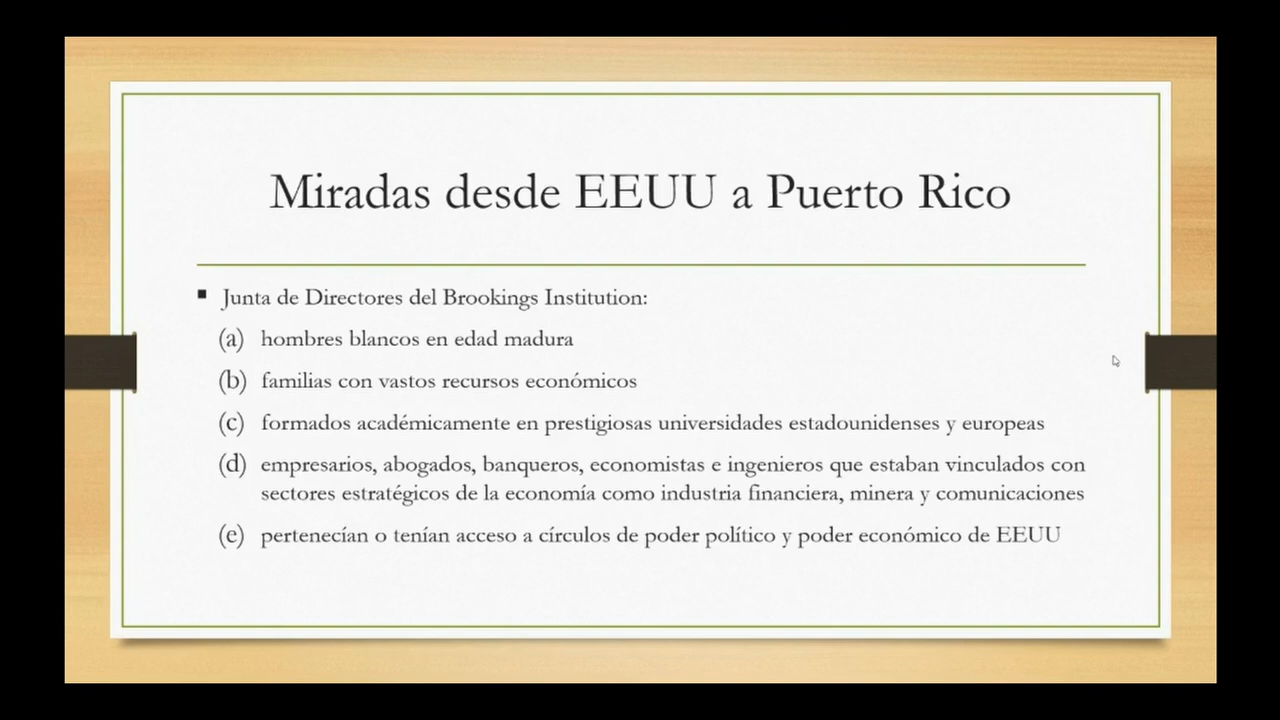 Miradas desde EEUU a Puerto Rico
▪ Junta de Directores del Brookings Institution:
(a) hombres blancos en edad madura
(b) familias con vastos recursos económicos
(c) formados académicamente en prestigiosas universidades estadounidenses y europeas
(d) empresarios, abogados, banqueros, economistas e ingenieros que estaban vinculados con
sectores estratégicos de la economía como industria financiera, minera y comunicaciones
(e) pertenecían o tenían acceso a círculos de poder político y poder económico de EEUU